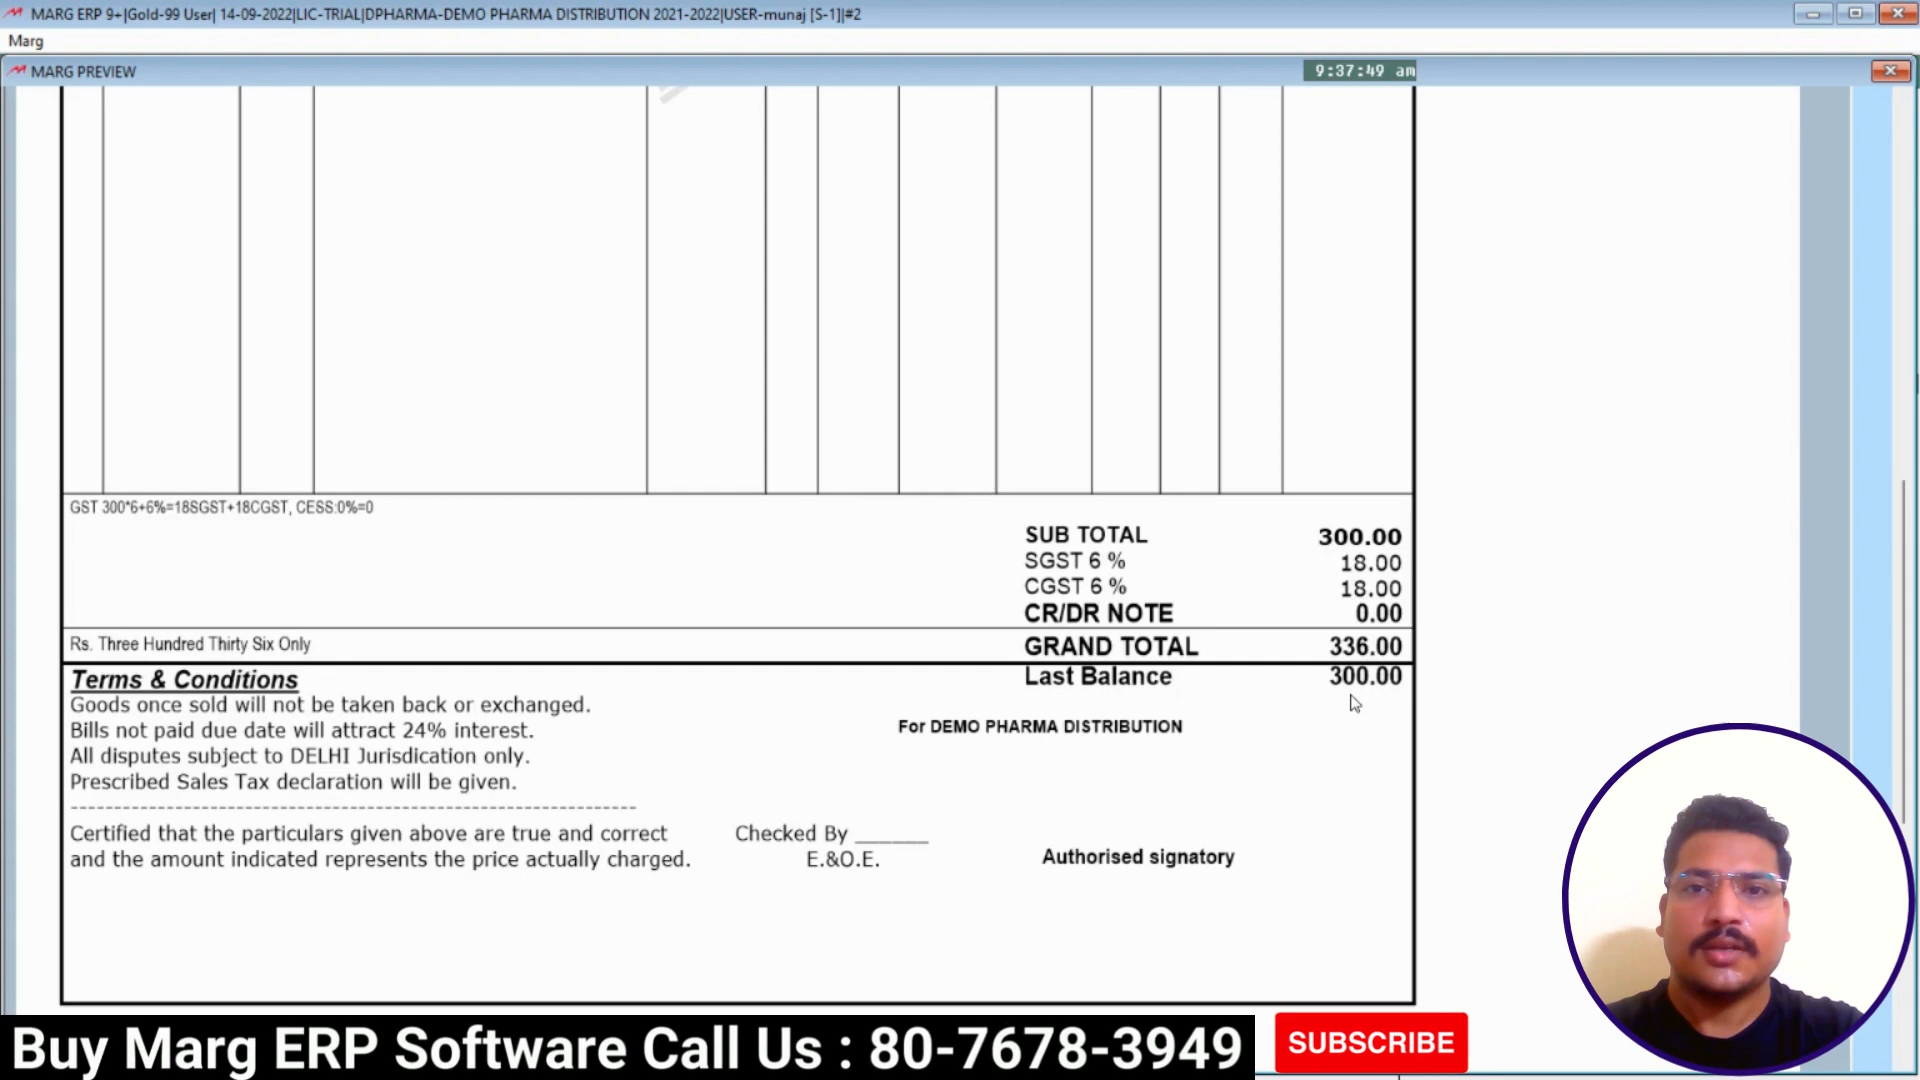 MARG ERP 9+|Gold-99 User| 14-09-2022|LIC-TRIAL|DPHARMA-DEMO PHARMA DISTRIBUTION 2021-2022|USER-munaj [S-1]|#2
Marg
MARG PREVIEW
9:37:49 am
GST 300*6+6%=18SGST+18CGST, CESS:0%=0
SUB TOTAL 300.00
SGST 6 % 18.00
CGST 6 % 18.00
CR/DR NOTE 0.00
Rs. Three Hundred Thirty Six Only GRAND TOTAL 336.00
Terms & Conditions Last Balance 300.00
Goods once sold will not be taken back or exchanged.
Bills not paid due date will attract 24% interest. For DEMO PHARMA DISTRIBUTION
All disputes subject to DELHI Jurisdication only.
Prescribed Sales Tax declaration will be given.
----------------------------------------------------------------
Certified that the particulars given above are true and correct Checked By ______
and the amount indicated represents the price actually charged. E.&O.E. Authorised signatory
Buy Marg ERP Software Call Us : 80-7678-3949 SUBSCRIBE